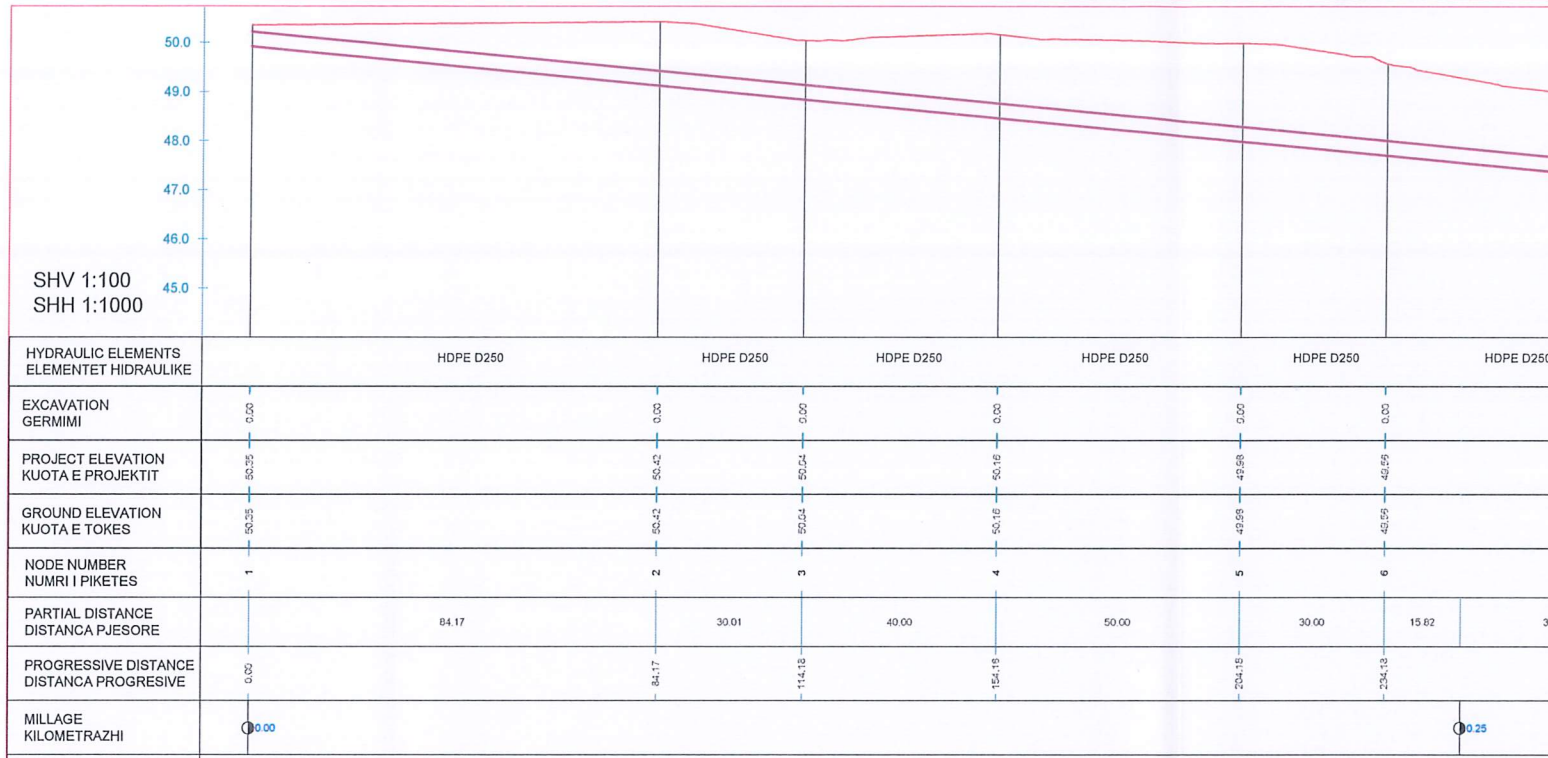 50.0
49.0
48.0
47.0
46.0
45.0
SHV 1:100
SHH 1:1000
HYDRAULIC ELEMENTS
ELEMENTET HIDRAULIKE
HDPE D250 HDPE D250 HDPE D250 HDPE D250 HDPE D250 HDPE D250
EXCAVATION
GERMIMI
0.00 0.00 0.00 0.00 0.00 0.00
PROJECT ELEVATION
KUOTA E PROJEKTIT
50.35 50.42 50.04 50.16 49.98 49.56
GROUND ELEVATION
KUOTA E TOKES
50.35 50.42 50.04 50.16 49.98 49.56
NODE NUMBER
NUMRI I PIKETES
1 2 3 4 5 6
PARTIAL DISTANCE
DISTANCA PJESORE
84.17 30.01 40.00 50.00 30.00 15.82 3
PROGRESSIVE DISTANCE
DISTANCA PROGRESIVE
0.00 84.17 114.18 154.18 204.18 234.18
MILLAGE
KILOMETRAZHI
0.00 0.25